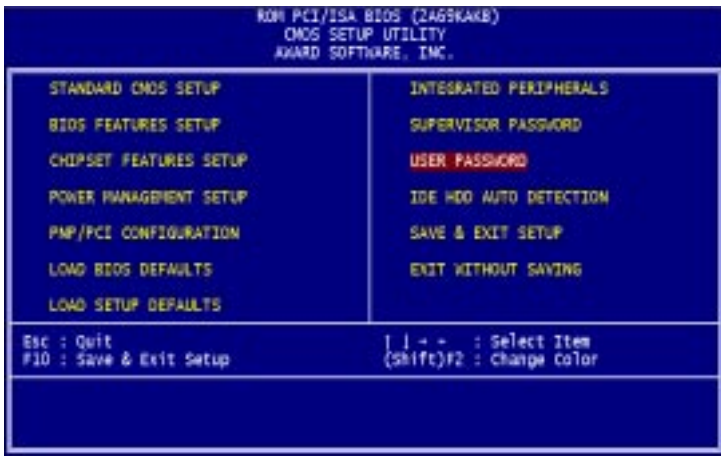 ROM PCI/ISA BIOS (2A69KAKB)
CMOS SETUP UTILITY
AWARD SOFTWARE, INC.
STANDARD CMOS SETUP
BIOS FEATURES SETUP
CHIPSET FEATURES SETUP
POWER MANAGEMENT SETUP
PNP/PCI CONFIGURATION
LOAD BIOS DEFAULTS
LOAD SETUP DEFAULTS
INTEGRATED PERIPHERALS
SUPERVISOR PASSWORD
USER PASSWORD
IDE HDD AUTO DETECTION
SAVE & EXIT SETUP
EXIT WITHOUT SAVING
Esc : Quit
F10 : Save & Exit Setup
: Select Item
(Shift)F2 : Change Color